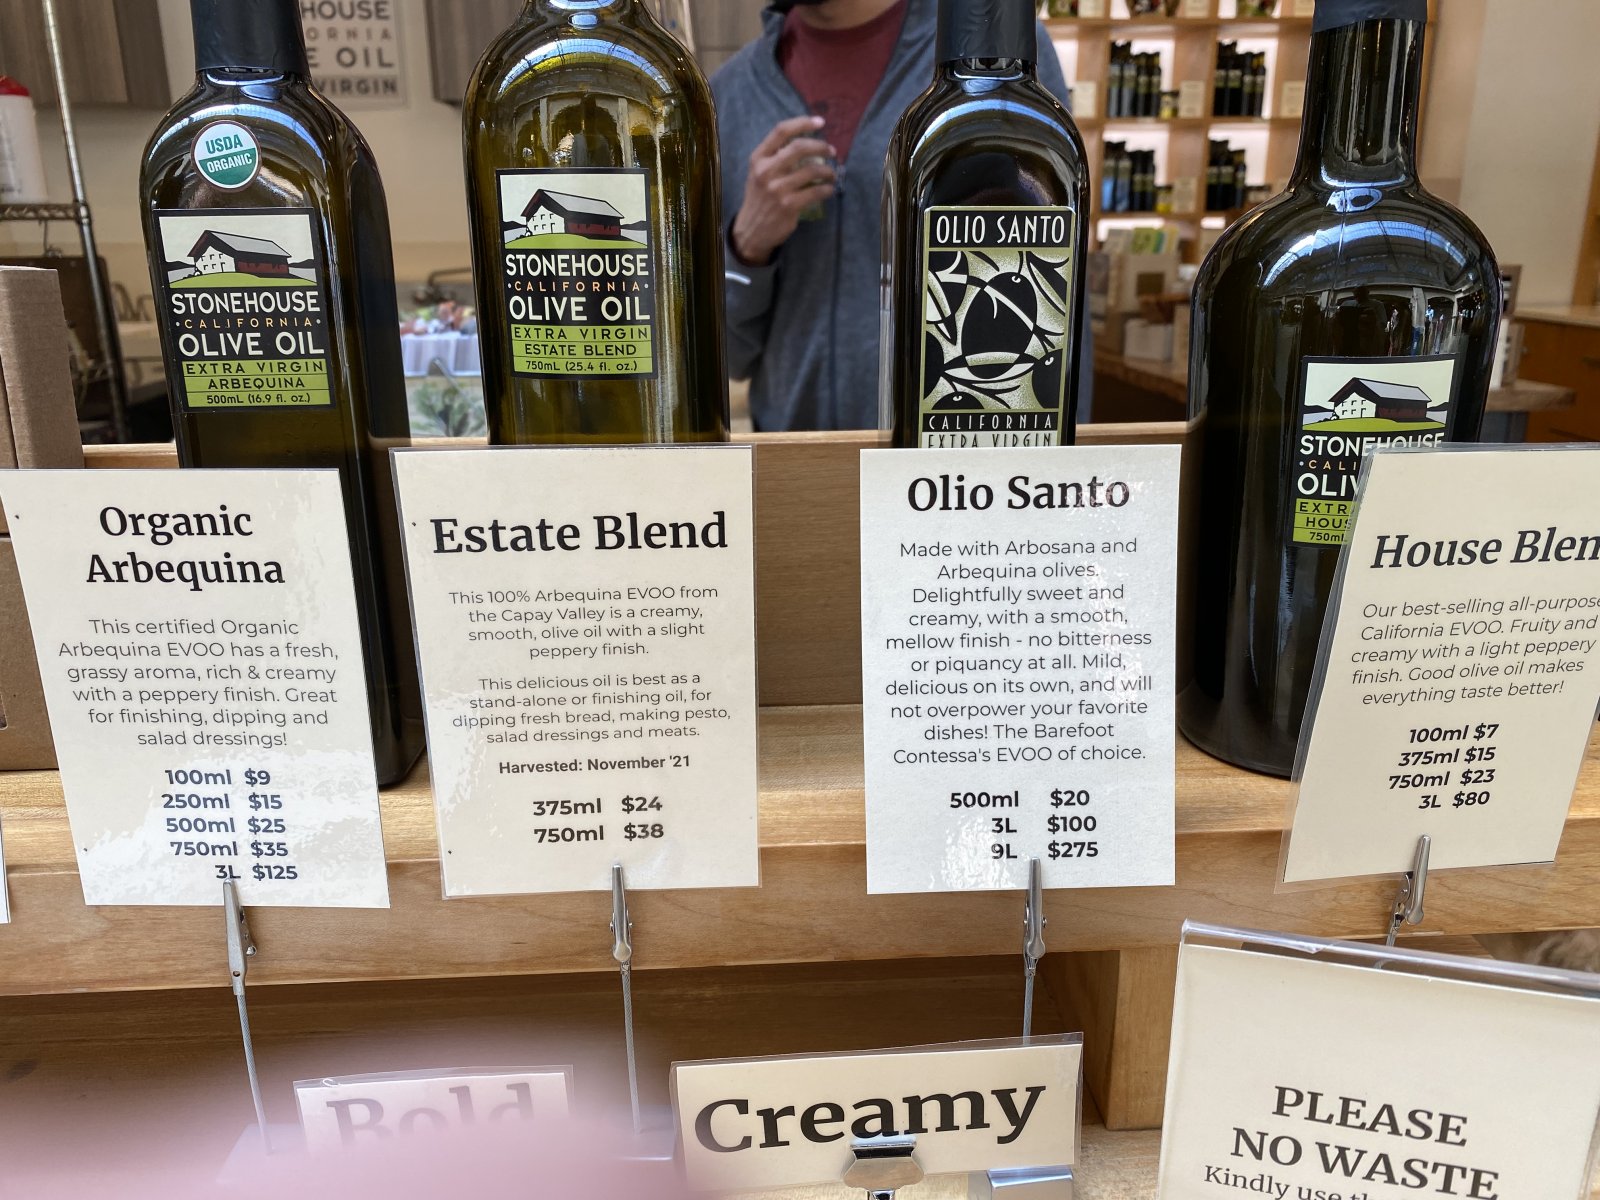 HOUSE
ORNIA
E OIL
VIRGIN
USDA
ORGANIC
STONEHOUSE
·CALIFORNIA·
OLIVE OIL
EXTRA VIRGIN
ARBEQUINA
500mL (16.9 fl. oz.)
STONEHOUSE
·CALIFORNIA·
OLIVE OIL
EXTRA VIRGIN
ESTATE BLEND
750mL (25.4 fl. oz.)
OLIO SANTO
CALIFORNIA
EXTRA VIRGIN
STONEHOUSE
·CALI
OLIV
EXTR
HOUS
750mL
Organic
Arbequina
This certified Organic
Arbequina EVOO has a fresh,
grassy aroma, rich & creamy
with a peppery finish. Great
for finishing, dipping and
salad dressings!
100ml $9
250ml $15
500ml $25
750ml $35
3L $125
Estate Blend
This 100% Arbequina EVOO from
the Capay Valley is a creamy,
smooth, olive oil with a slight
peppery finish.
This delicious oil is best as a
stand-alone or finishing oil, for
dipping fresh bread, making pesto,
salad dressings and meats.
Harvested: November '21
375ml $24
750ml $38
Olio Santo
Made with Arbosana and
Arbequina olives.
Delightfully sweet and
creamy, with a smooth,
mellow finish - no bitterness
or piquancy at all. Mild,
delicious on its own, and will
not overpower your favorite
dishes! The Barefoot
Contessa's EVOO of choice.
500ml $20
3L $100
9L $275
House Blen
Our best-selling all-purpose
California EVOO. Fruity and
creamy with a light peppery
finish. Good olive oil makes
everything taste better!
100ml $7
375ml $15
750ml $23
3L $80
Bold
Creamy
PLEASE
NO WASTE
Kindly use